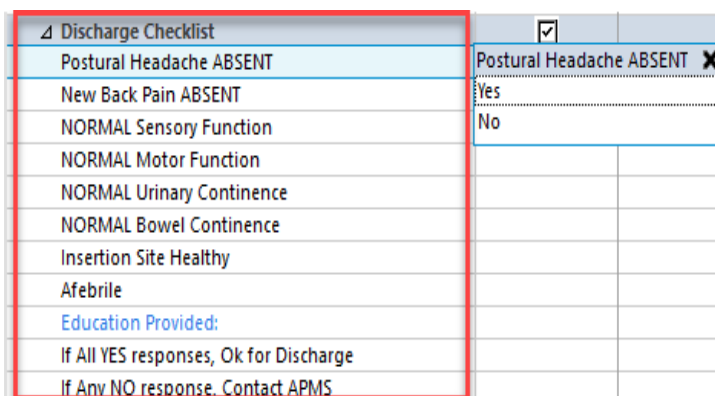 Discharge Checklist
Postural Headache ABSENT
Postural Headache ABSENT
New Back Pain ABSENT
Yes
NORMAL Sensory Function
No
NORMAL Motor Function
NORMAL Urinary Continence
NORMAL Bowel Continence
Insertion Site Healthy
Afebrile
Education Provided:
If All YES responses, Ok for Discharge
If Any NO response, Contact APMS